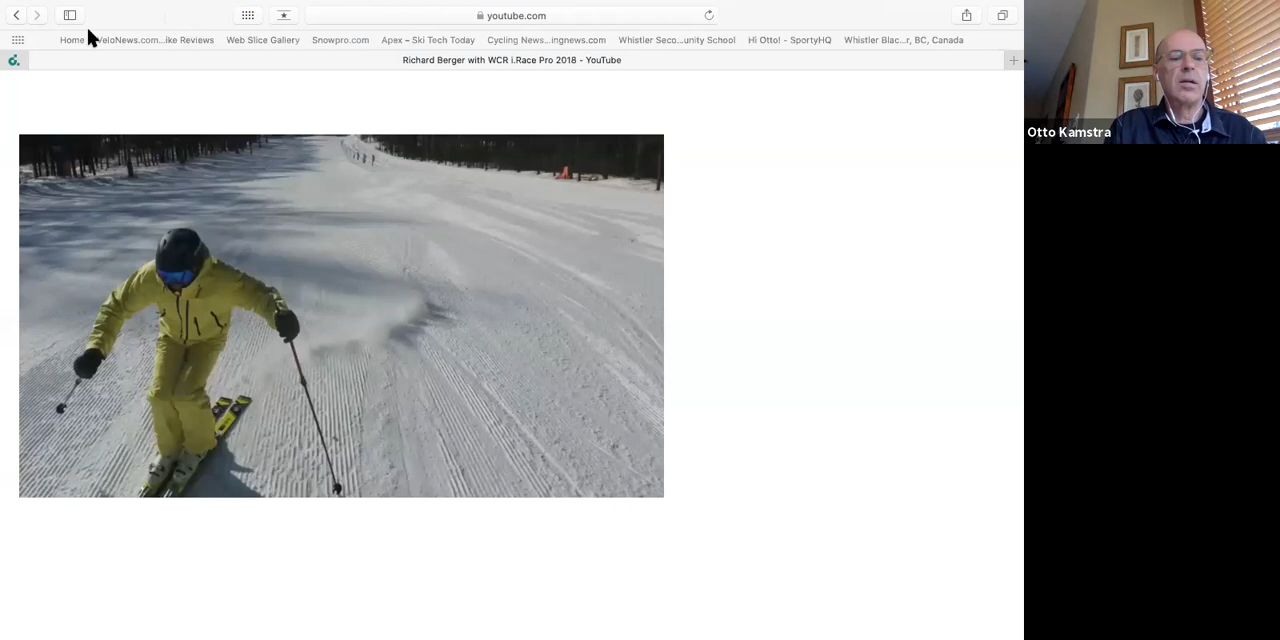 youtube.com
Home VeloNews.com...ike Reviews Web Slice Gallery Snowpro.com Apex – Ski Tech Today Cycling News...ingnews.com Whistler Seco...unity School Hi Otto! - SportyHQ Whistler Blac...r, BC, Canada
Richard Berger with WCR i.Race Pro 2018 - YouTube
Otto Kamstra